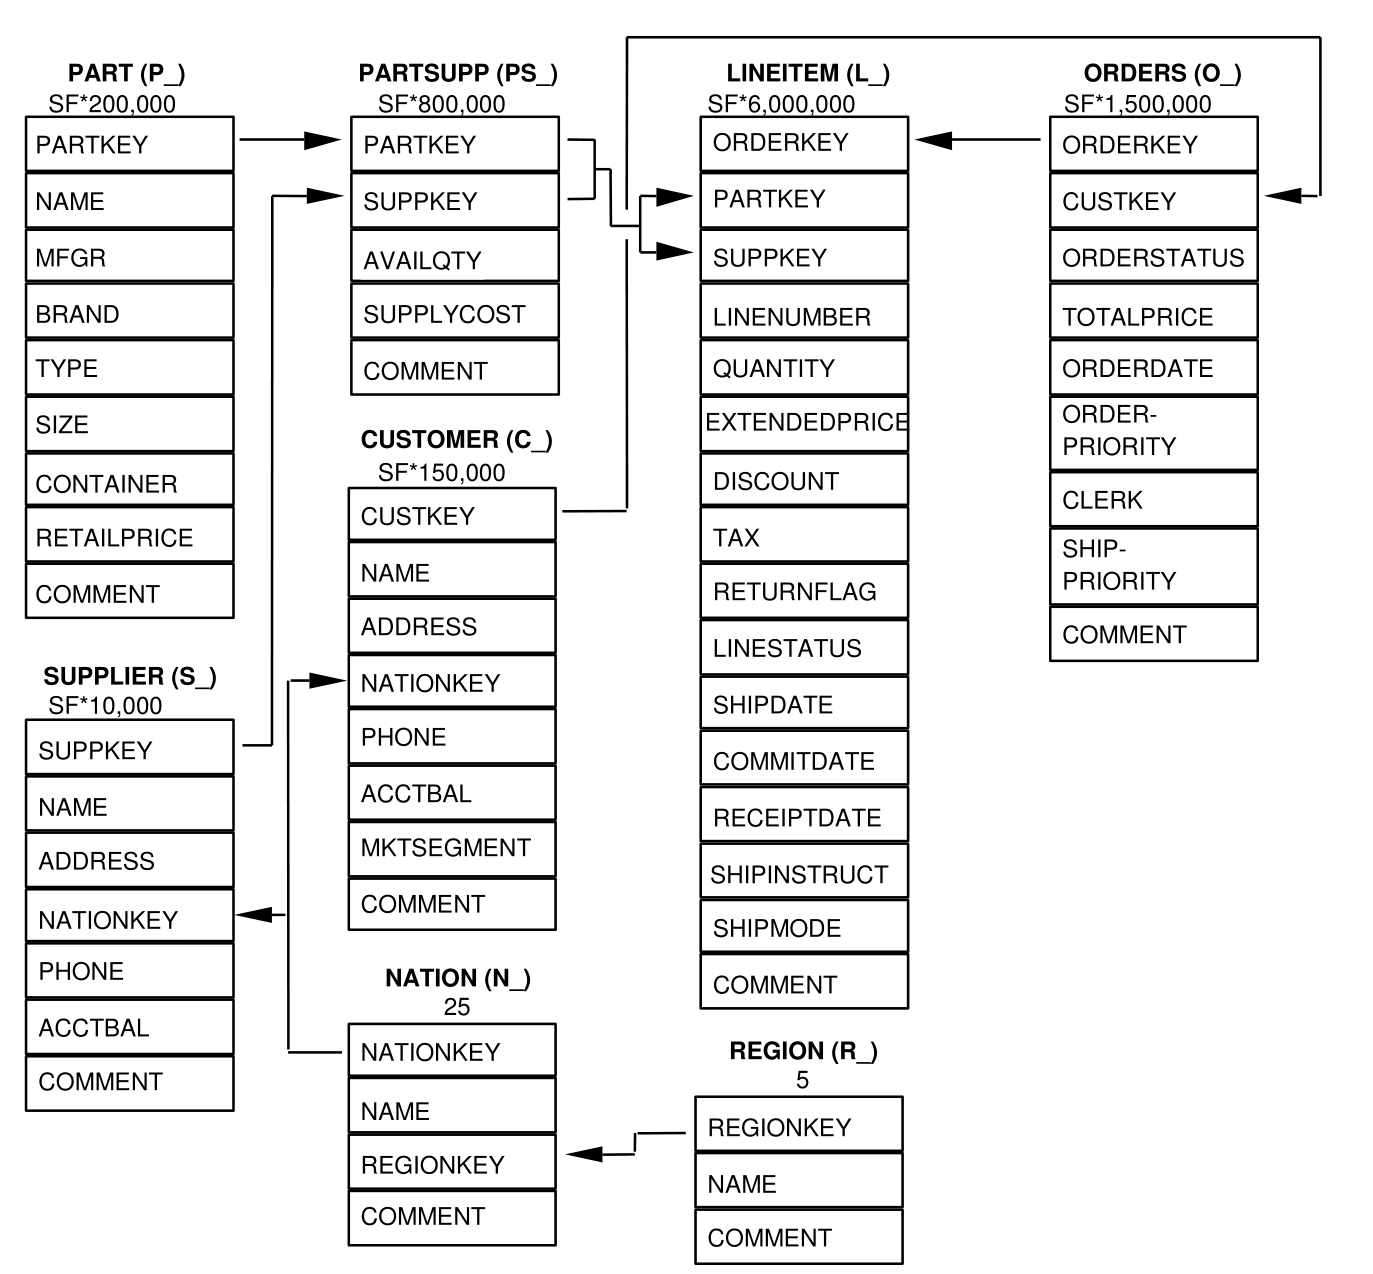 PART (P_)
SF*200,000
PARTKEY
NAME
MFGR
BRAND
TYPE
SIZE
CONTAINER
RETAILPRICE
COMMENT
SUPPLIER (S_)
SF*10,000
SUPPKEY
NAME
ADDRESS
NATIONKEY
PHONE
ACCTBAL
COMMENT
PARTSUPP (PS_)
SF*800,000
PARTKEY
SUPPKEY
AVAILQTY
SUPPLYCOST
COMMENT
CUSTOMER (C_)
SF*150,000
CUSTKEY
NAME
ADDRESS
NATIONKEY
PHONE
ACCTBAL
MKTSEGMENT
COMMENT
NATION (N_)
25
NATIONKEY
NAME
REGIONKEY
COMMENT
LINEITEM (L_)
SF*6,000,000
ORDERKEY
PARTKEY
SUPPKEY
LINENUMBER
QUANTITY
EXTENDEDPRICE
DISCOUNT
TAX
RETURNFLAG
LINESTATUS
SHIPDATE
COMMITDATE
RECEIPTDATE
SHIPINSTRUCT
SHIPMODE
COMMENT
REGION (R_)
5
REGIONKEY
NAME
COMMENT
ORDERS (O_)
SF*1,500,000
ORDERKEY
CUSTKEY
ORDERSTATUS
TOTALPRICE
ORDERDATE
ORDER-
PRIORITY
CLERK
SHIP-
PRIORITY
COMMENT